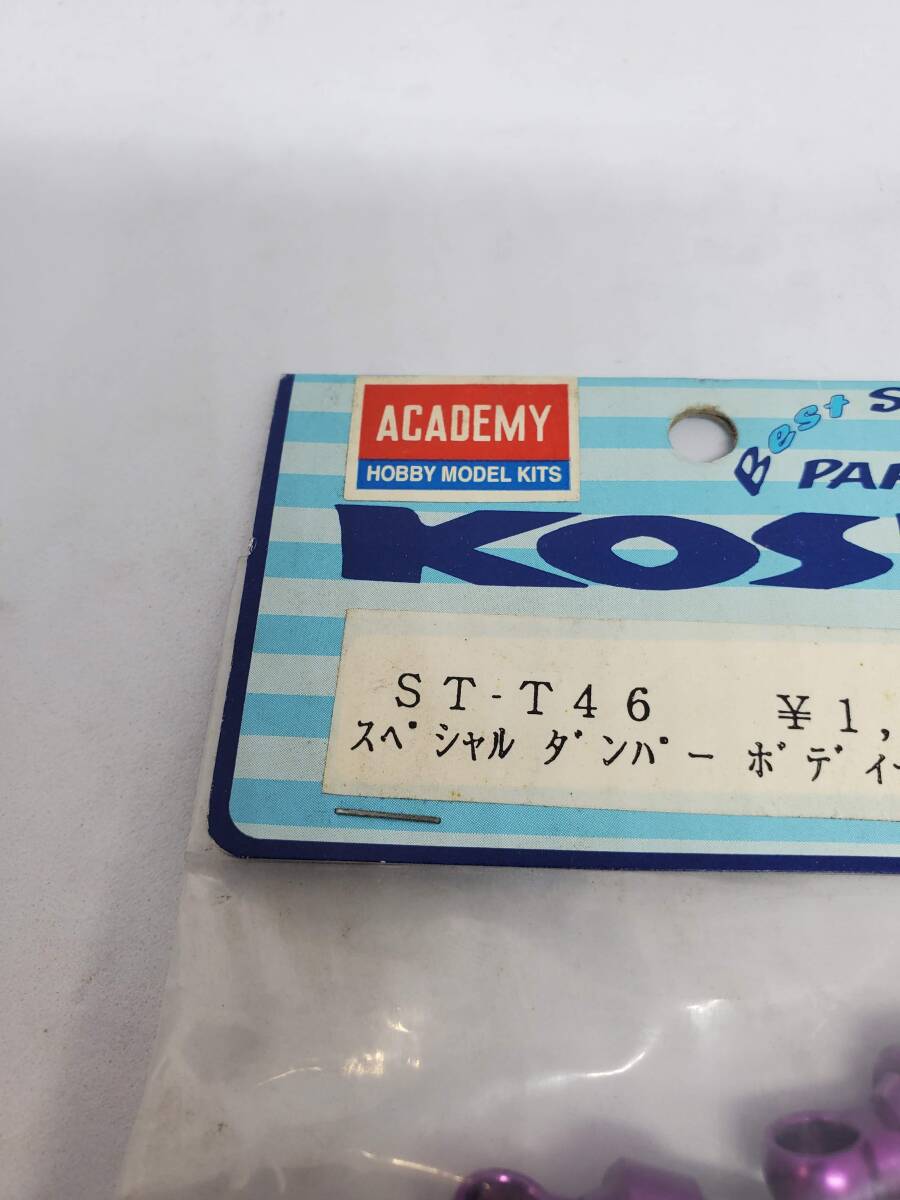 ACADEMY
HOBBY MODEL KITS
Best S
PAR
KOS
ST-T46 ¥1,
スペシャル ダンパー ボディー